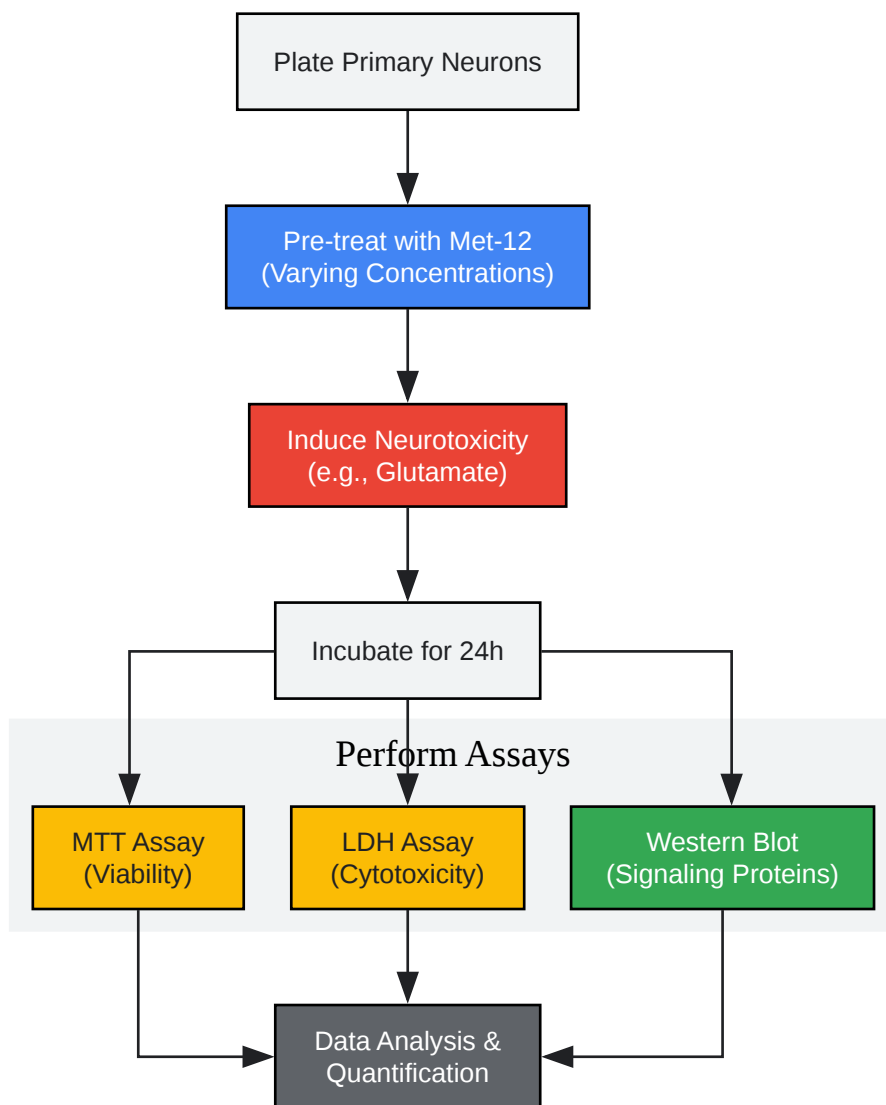 Plate Primary Neurons
Pre-treat with Met-12
(Varying Concentrations)
Induce Neurotoxicity
(e.g., Glutamate)
Incubate for 24h
Perform Assays
MTT Assay
(Viability)
LDH Assay
(Cytotoxicity)
Western Blot
(Signaling Proteins)
Data Analysis &
Quantification